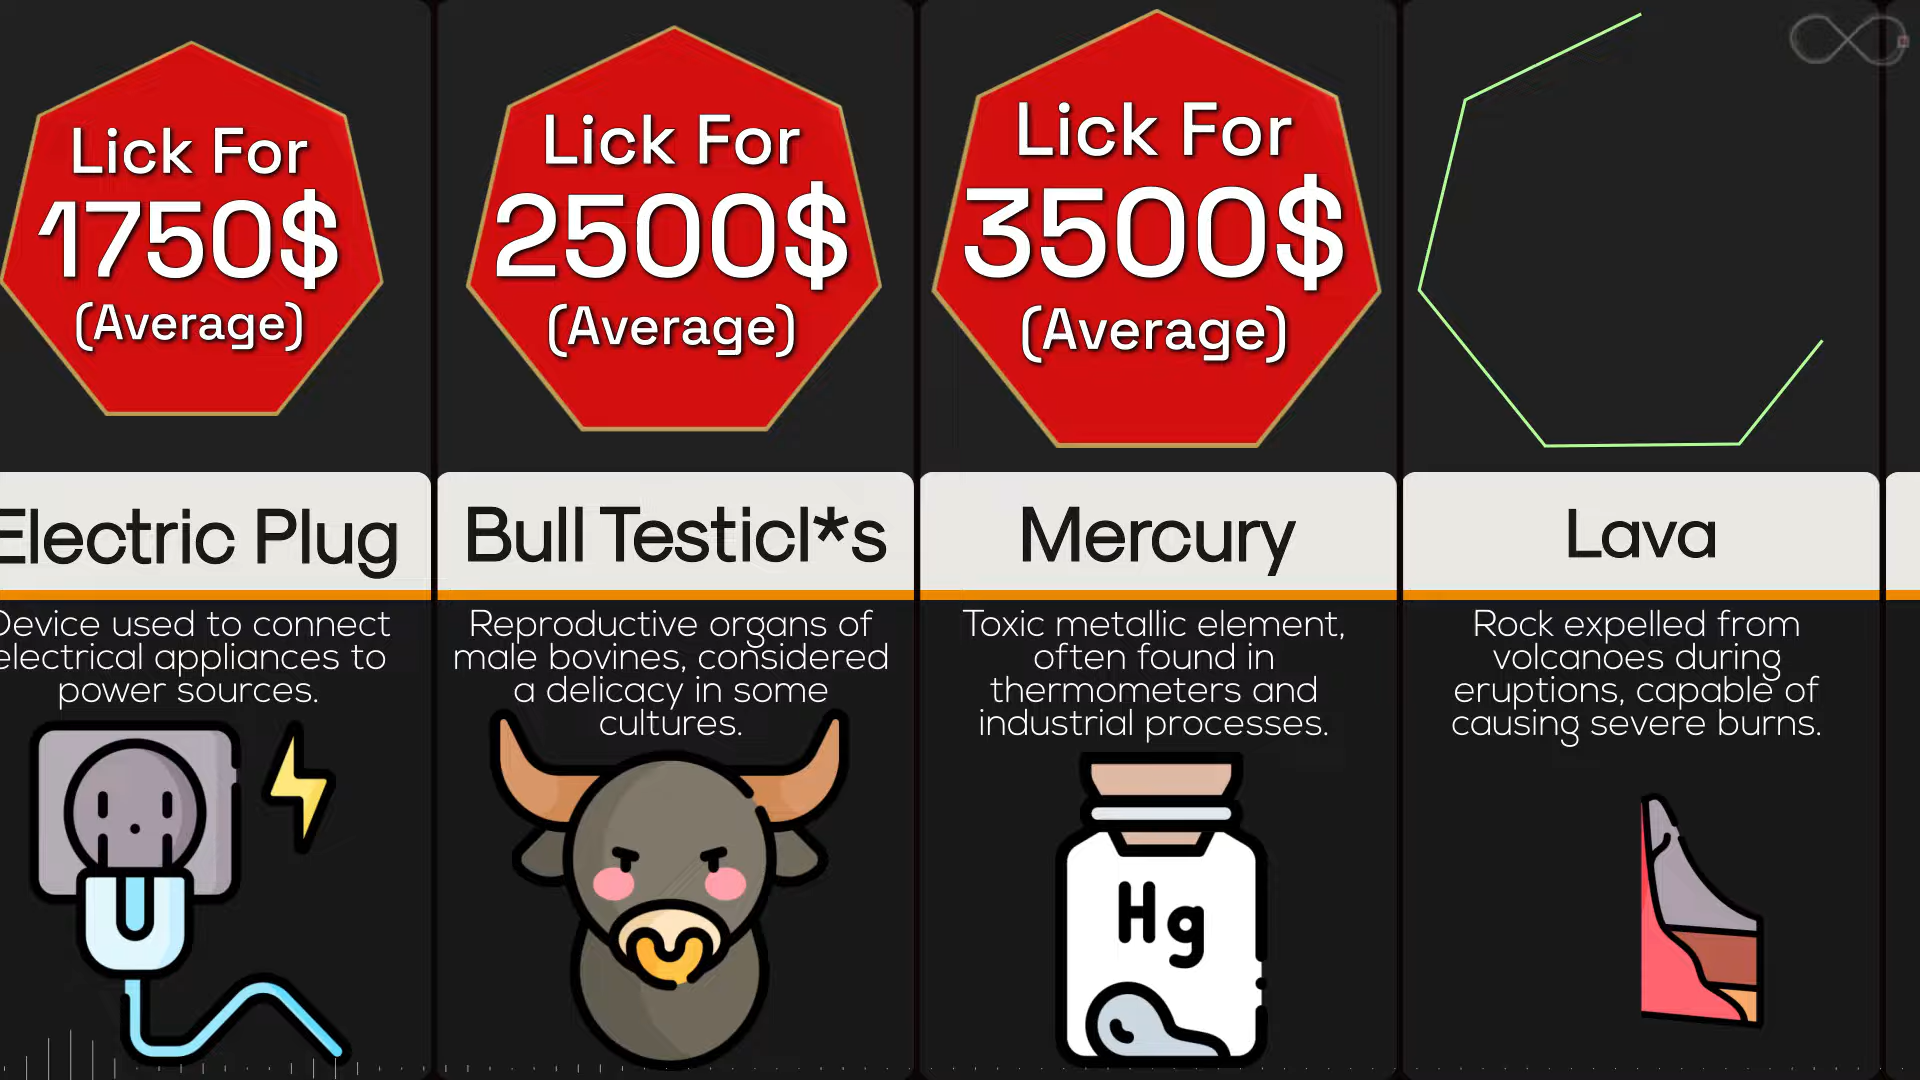 Lick For
1750$
(Average)
Electric Plug
Device used to connect
electrical appliances to
power sources.
Lick For
2500$
(Average)
Bull Testicl*s
Reproductive organs of
male bovines, considered
a delicacy in some
cultures.
Lick For
3500$
(Average)
Mercury
Toxic metallic element,
often found in
thermometers and
industrial processes.
Hg
Lava
Rock expelled from
volcanoes during
eruptions, capable of
causing severe burns.